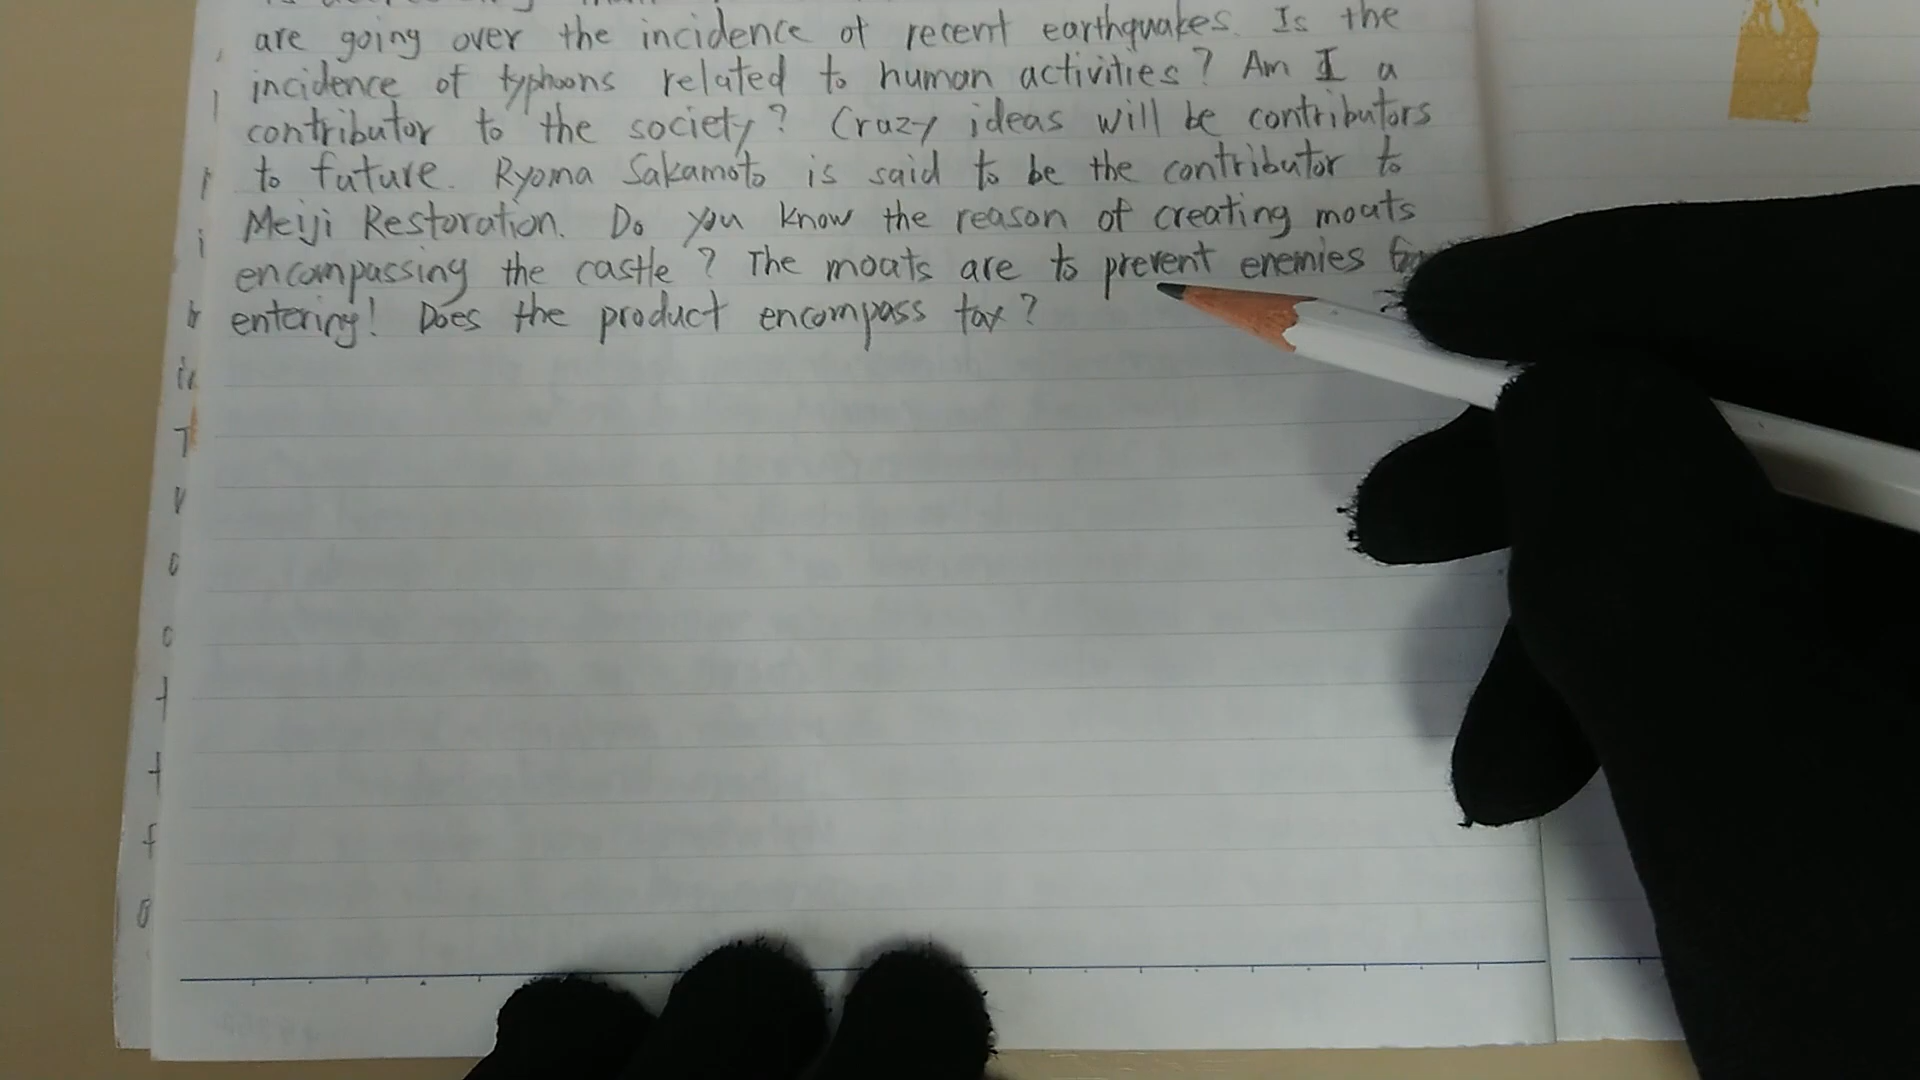 are going over the incidence of recent earthquakes. Is the
incidence of typhoons related to human activities? Am I a
contributor to the society? Crazy ideas will be contributors
to future. Ryoma Sakamoto is said to be the contributor to
Meiji Restoration. Do you know the reason of creating moats
encompassing the castle? The moats are to prevent enemies
entering! Does the product encompass tax?